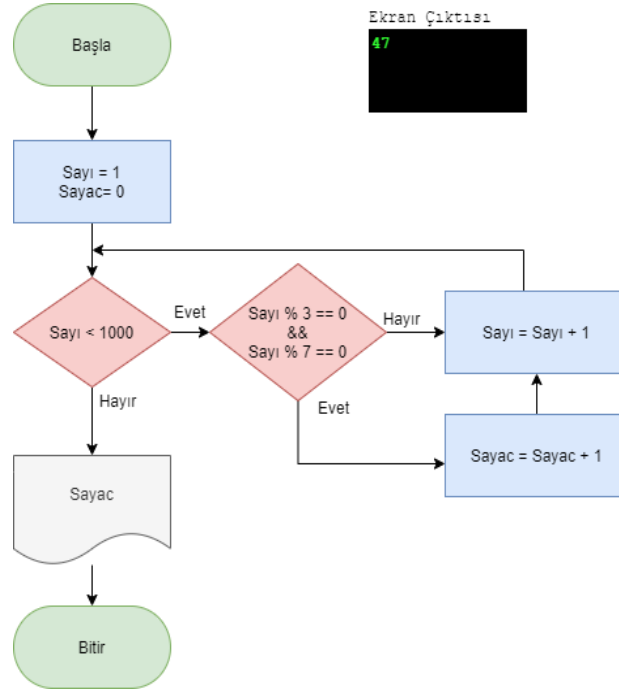 Ekran Çıktısı
47
Başla
Sayı = 1
Sayac= 0
Sayı < 1000
Evet
Sayı % 3 == 0
&&
Sayı % 7 == 0
Hayır
Sayı = Sayı + 1
Hayır
Evet
Sayac = Sayac + 1
Sayac
Bitir